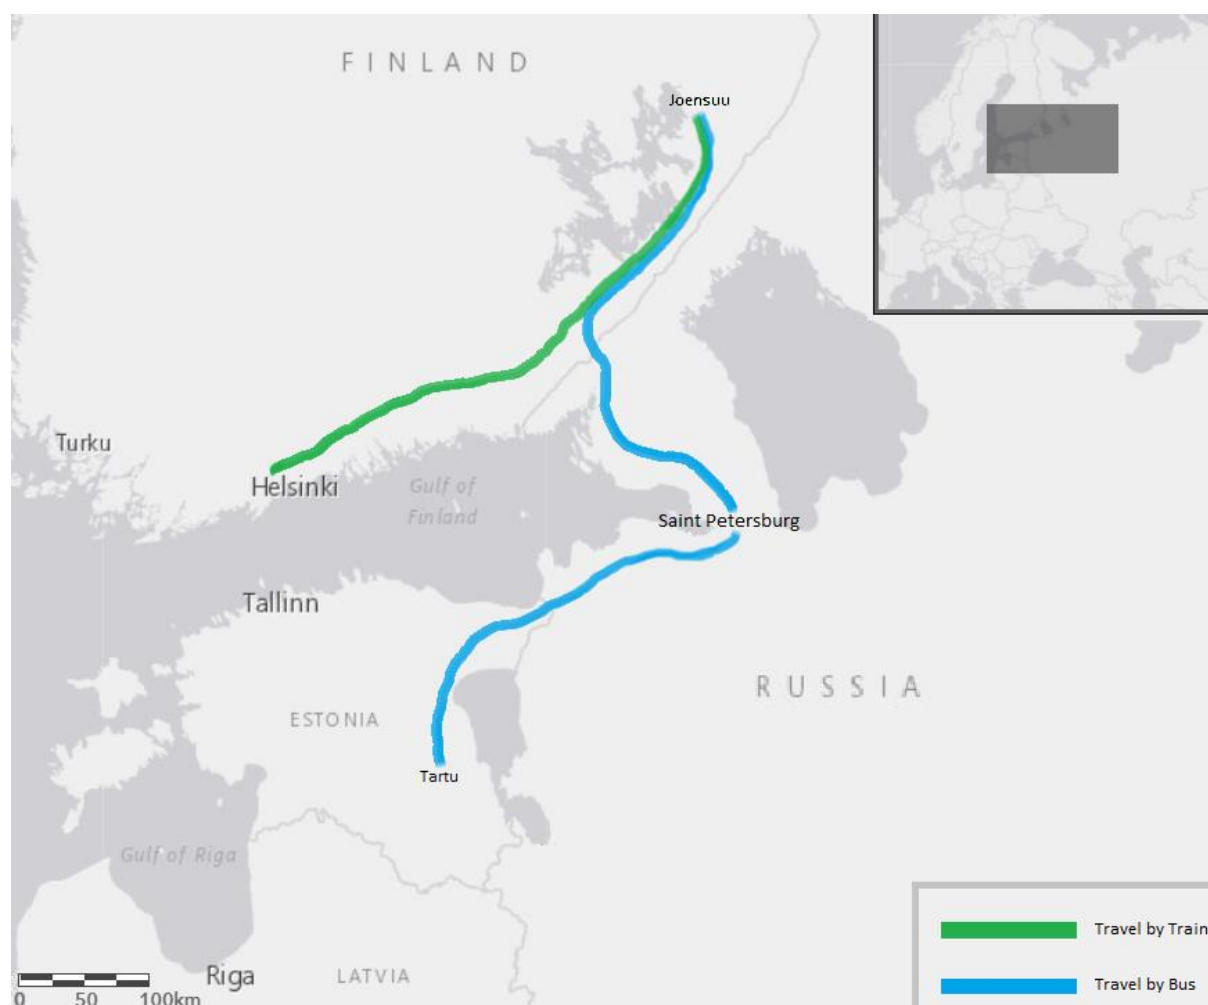 FINLAND
Joensuu
Turku
Helsinki
Gulf of
Finland
Saint Petersburg
Tallinn
RUSSIA
ESTONIA
Tartu
Gulf of Riga
Travel by Train
Riga
LATVIA
Travel by Bus
0 50 100km